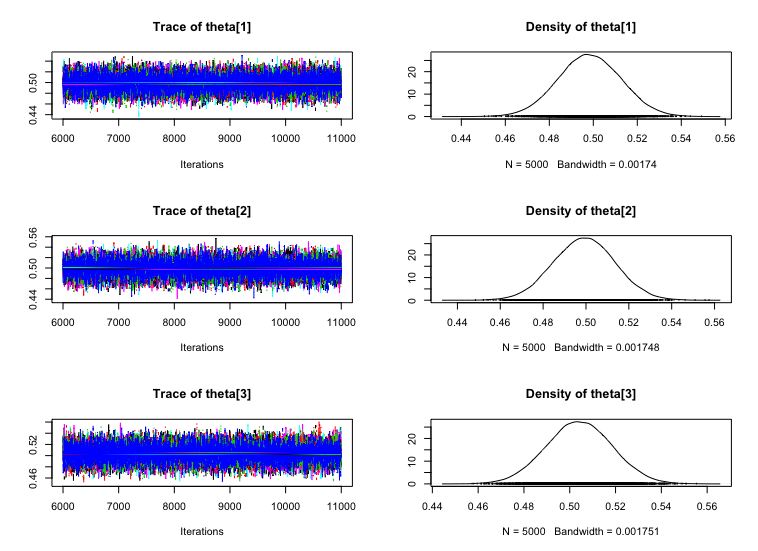 Trace of theta[1]
Density of theta[1]
0.44 0.50
6000 7000 8000 9000 10000 11000
Iterations
0 10 20
0.44 0.46 0.48 0.50 0.52 0.54 0.56
N = 5000 Bandwidth = 0.00174
Trace of theta[2]
Density of theta[2]
0.44 0.50 0.56
6000 7000 8000 9000 10000 11000
Iterations
0 10 20
0.44 0.46 0.48 0.50 0.52 0.54 0.56
N = 5000 Bandwidth = 0.001748
Trace of theta[3]
Density of theta[3]
0.46 0.52
6000 7000 8000 9000 10000 11000
Iterations
0 10 20
0.44 0.46 0.48 0.50 0.52 0.54 0.56
N = 5000 Bandwidth = 0.001751